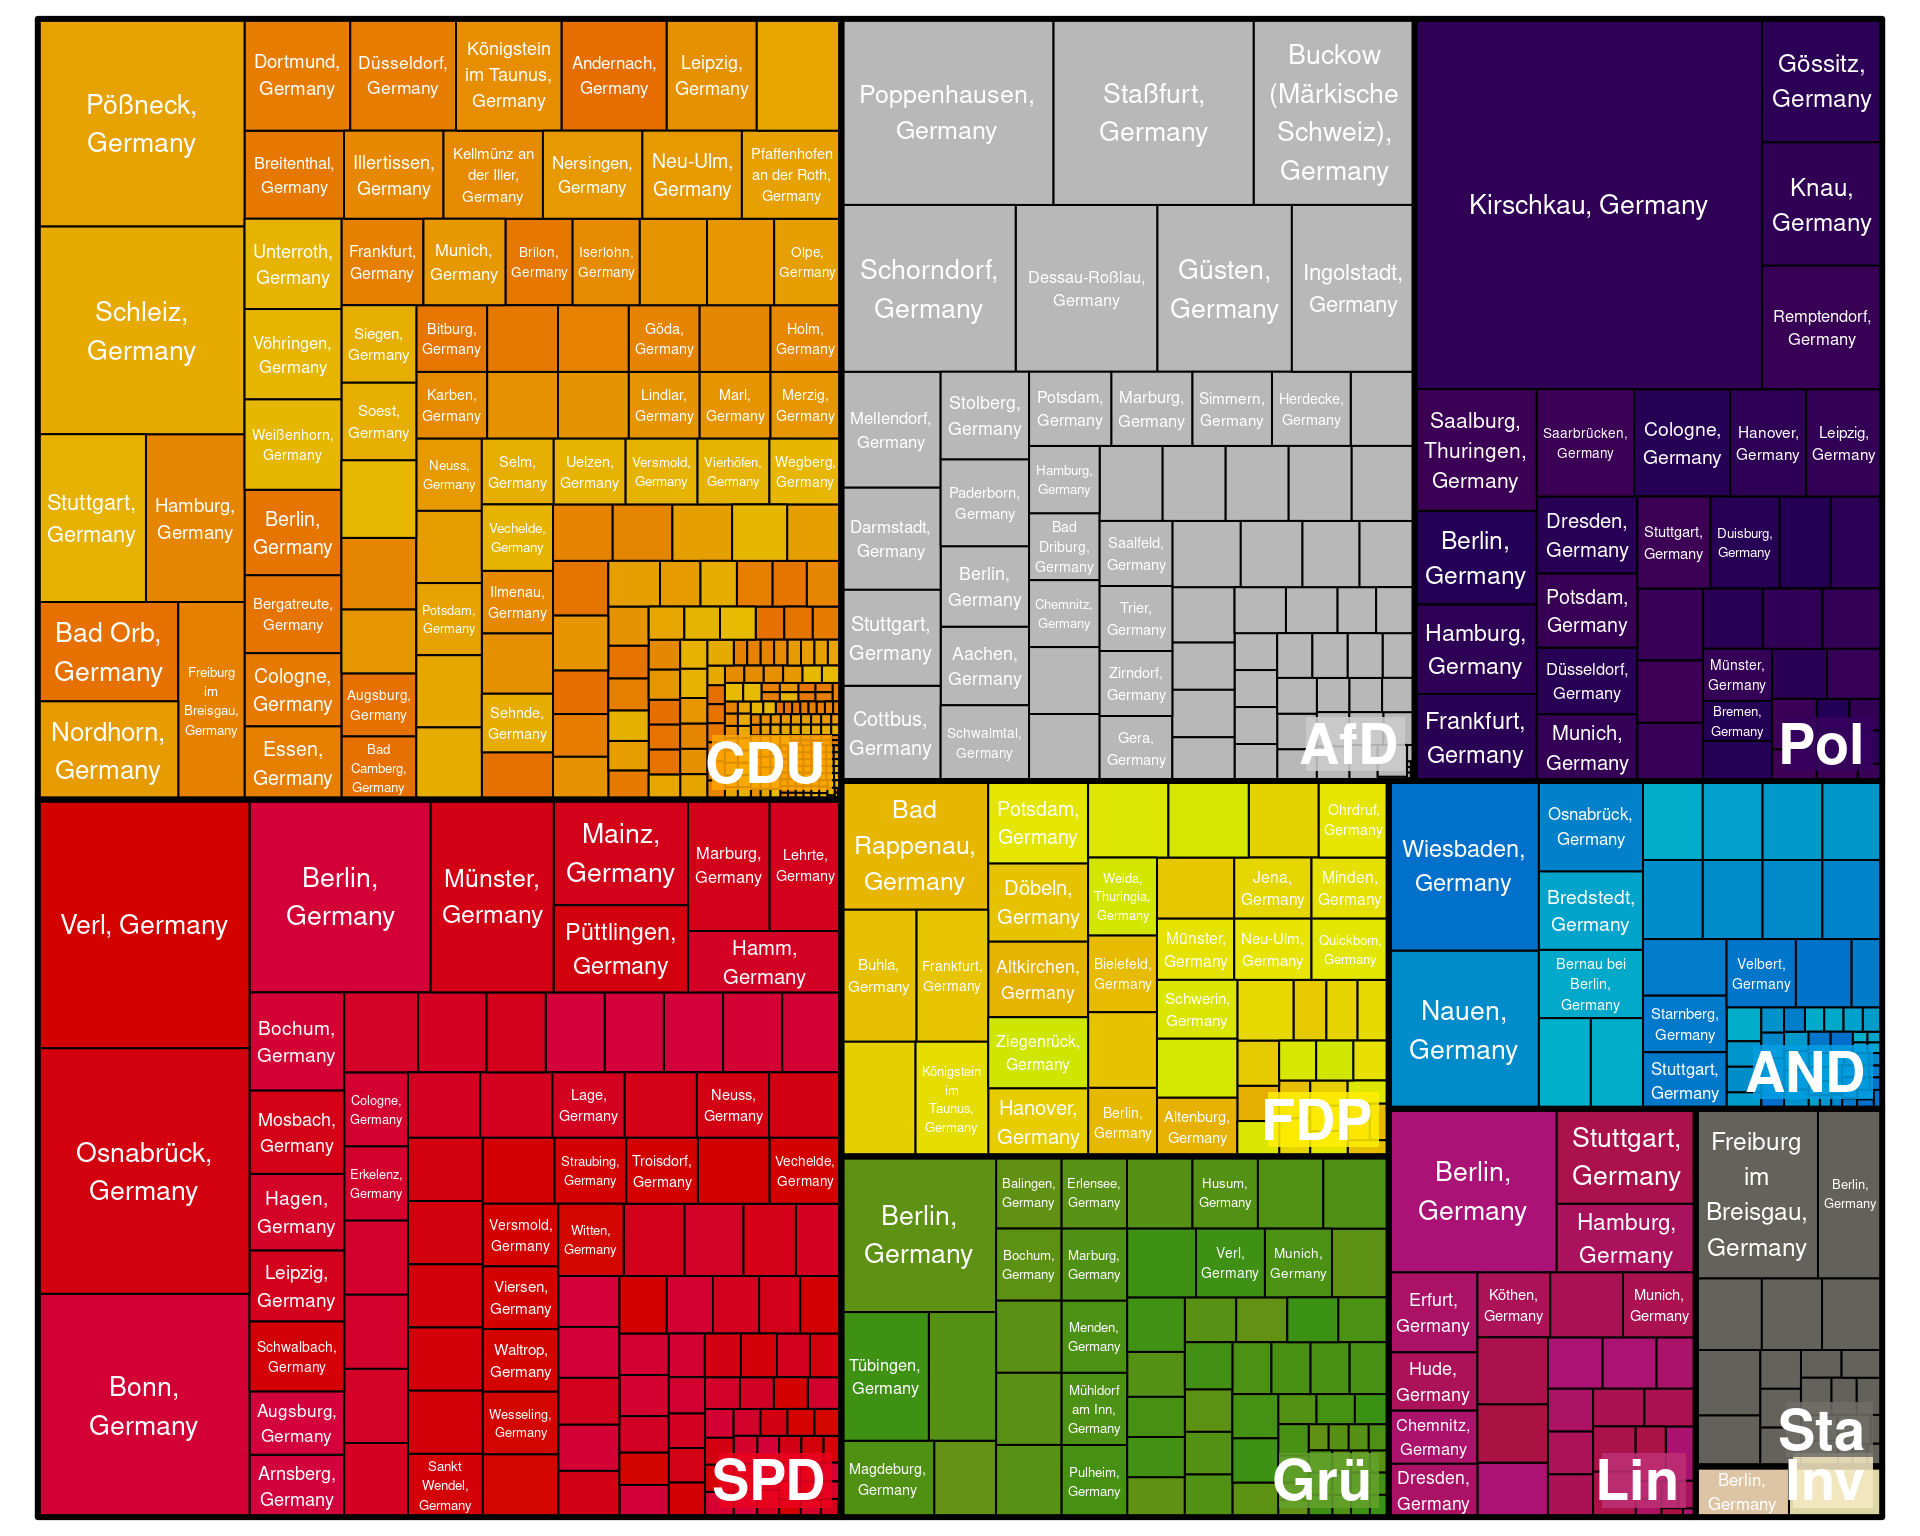 Pößneck,
Germany
Schleiz,
Germany
Stuttgart,
Germany
Hamburg,
Germany
Bad Orb,
Germany
Nordhorn,
Germany
Freiburg
im
Breisgau,
Germany
Dortmund,
Germany
Düsseldorf,
Germany
Königstein
im Taunus,
Germany
Andernach,
Germany
Leipzig,
Germany
Breitenthal,
Germany
Illertissen,
Germany
Kellmünz an
der Iller,
Germany
Nersingen,
Germany
Neu-Ulm,
Germany
Pfaffenhofen
an der Roth,
Germany
Unterroth,
Germany
Vöhringen,
Germany
Weißenhorn,
Germany
Berlin,
Germany
Bergatreute,
Germany
Cologne,
Germany
Essen,
Germany
Frankfurt,
Germany
Munich,
Germany
Brilon,
Germany
Iserlohn,
Germany
Olpe,
Germany
Siegen,
Germany
Soest,
Germany
Augsburg,
Germany
Bad
Camberg,
Germany
Bitburg,
Germany
Göda,
Germany
Holm,
Germany
Karben,
Germany
Lindlar,
Germany
Marl,
Germany
Merzig,
Germany
Neuss,
Germany
Potsdam,
Germany
Selm,
Germany
Uelzen,
Germany
Versmold,
Germany
Vierhöfen,
Germany
Wegberg,
Germany
Vechelde,
Germany
Ilmenau,
Germany
Sehnde,
Germany
CDU
Poppenhausen,
Germany
Staßfurt,
Germany
Buckow
(Märkische
Schweiz),
Germany
Schorndorf,
Germany
Dessau-Roßlau,
Germany
Güsten,
Germany
Ingolstadt,
Germany
Mellendorf,
Germany
Darmstadt,
Germany
Stuttgart,
Germany
Cottbus,
Germany
Stolberg,
Germany
Paderborn,
Germany
Berlin,
Germany
Aachen,
Germany
Schwalmtal,
Germany
Potsdam,
Germany
Marburg,
Germany
Simmern,
Germany
Herdecke,
Germany
Hamburg,
Germany
Bad
Driburg,
Germany
Chemnitz,
Germany
Saalfeld,
Germany
Trier,
Germany
Zirndorf,
Germany
Gera,
Germany
AfD
Kirschkau, Germany
Gössitz,
Germany
Knau,
Germany
Remptendorf,
Germany
Saalburg,
Thuringen,
Germany
Berlin,
Germany
Hamburg,
Germany
Frankfurt,
Germany
Saarbrücken,
Germany
Cologne,
Germany
Hanover,
Germany
Leipzig,
Germany
Dresden,
Germany
Potsdam,
Germany
Düsseldorf,
Germany
Munich,
Germany
Stuttgart,
Germany
Duisburg,
Germany
Münster,
Germany
Bremen,
Germany
Pol
Verl, Germany
Osnabrück,
Germany
Bonn,
Germany
Berlin,
Germany
Münster,
Germany
Mainz,
Germany
Püttlingen,
Germany
Marburg,
Germany
Lehrte,
Germany
Hamm,
Germany
Bochum,
Germany
Mosbach,
Germany
Hagen,
Germany
Leipzig,
Germany
Schwalbach,
Germany
Augsburg,
Germany
Arnsberg,
Germany
Cologne,
Germany
Erkelenz,
Germany
Lage,
Germany
Neuss,
Germany
Straubing,
Germany
Troisdorf,
Germany
Vechelde,
Germany
Versmold,
Germany
Witten,
Germany
Viersen,
Germany
Waltrop,
Germany
Wesseling,
Germany
Sankt
Wendel,
Germany
SPD
Bad
Rappenau,
Germany
Buhla,
Germany
Frankfurt,
Germany
Königstein
im
Taunus,
Germany
Potsdam,
Germany
Döbeln,
Germany
Altkirchen,
Germany
Ziegenrück,
Germany
Hanover,
Germany
Ohrdruf,
Germany
Weida,
Thuringia,
Germany
Bielefeld,
Germany
Berlin,
Germany
Jena,
Germany
Minden,
Germany
Münster,
Germany
Neu-Ulm,
Germany
Quickborn,
Germany
Schwerin,
Germany
Altenburg,
Germany
FDP
Wiesbaden,
Germany
Nauen,
Germany
Osnabrück,
Germany
Bredstedt,
Germany
Bernau bei
Berlin,
Germany
Velbert,
Germany
Starnberg,
Germany
Stuttgart,
Germany
AND
Berlin,
Germany
Tübingen,
Germany
Magdeburg,
Germany
Balingen,
Germany
Erlensee,
Germany
Husum,
Germany
Bochum,
Germany
Marburg,
Germany
Verl,
Germany
Munich,
Germany
Menden,
Germany
Mühldorf
am Inn,
Germany
Pulheim,
Germany
Grü
Berlin,
Germany
Stuttgart,
Germany
Hamburg,
Germany
Erfurt,
Germany
Hude,
Germany
Chemnitz,
Germany
Dresden,
Germany
Köthen,
Germany
Munich,
Germany
Lin
Freiburg
im
Breisgau,
Germany
Berlin,
Germany
Sta
Berlin,
Germany
Inv